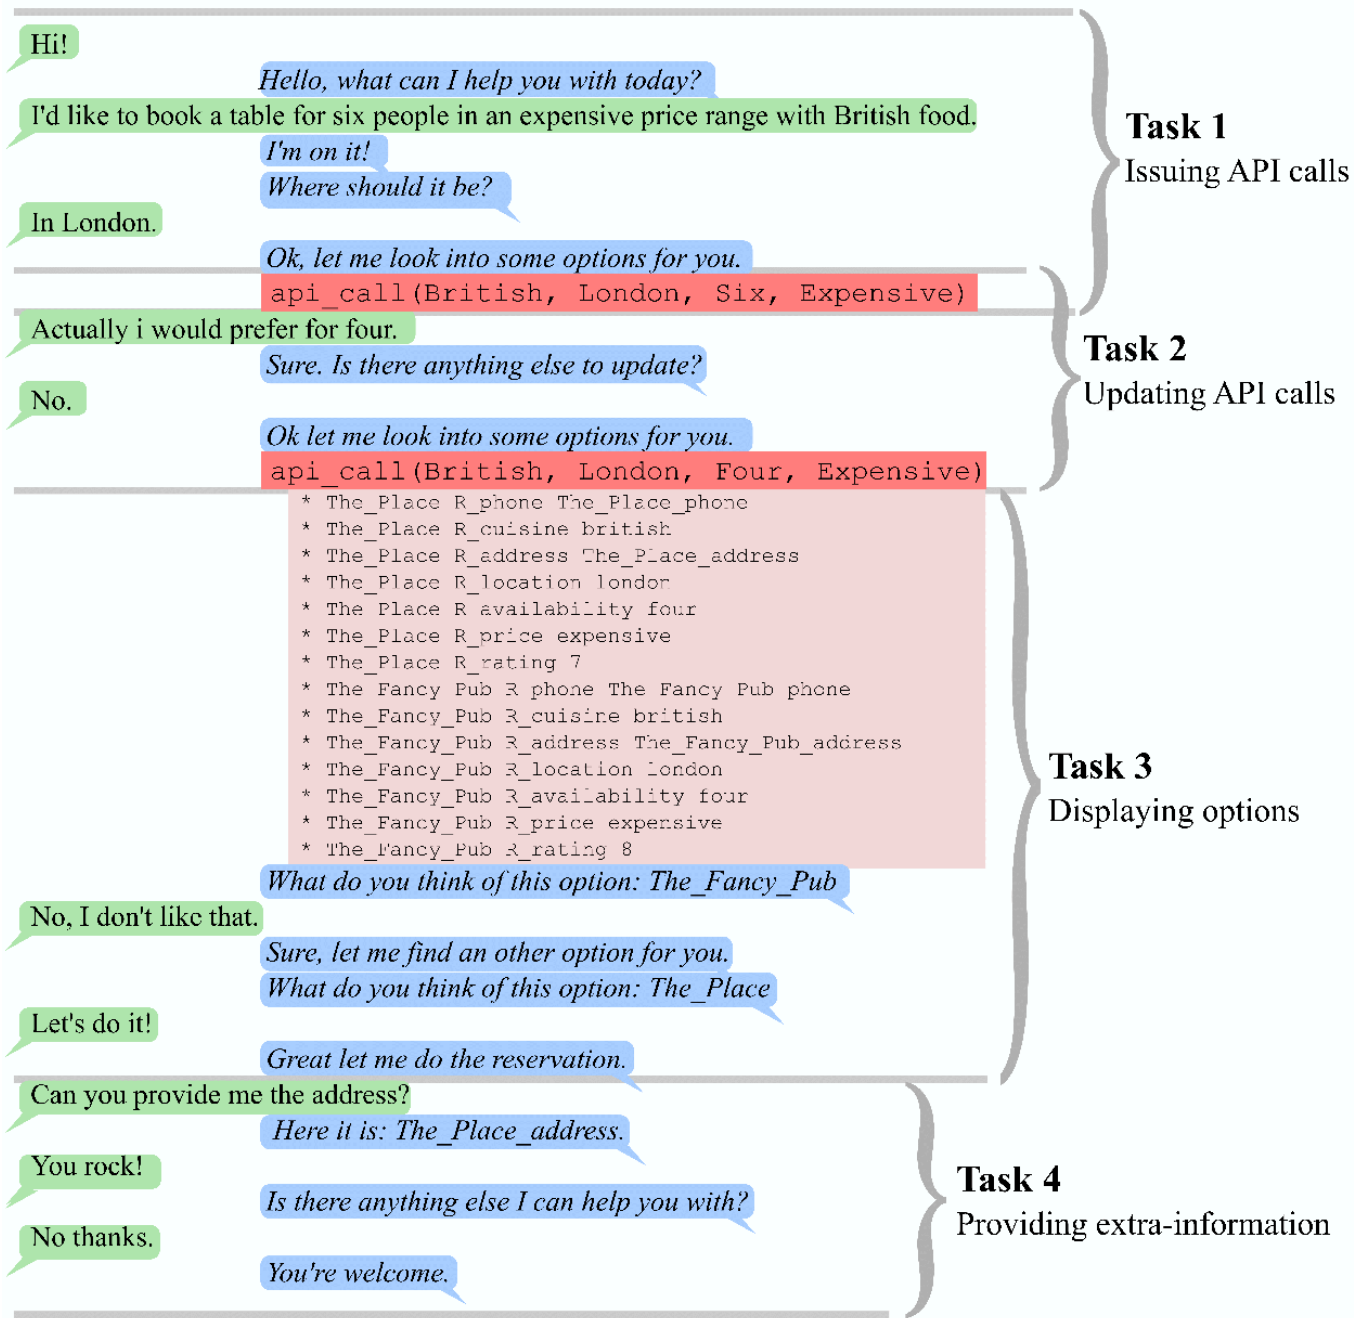 Hi!
Hello, what can I help you with today?
I'd like to book a table for six people in an expensive price range with British food.
I'm on it!
Where should it be?
In London.
Ok, let me look into some options for you.
api_call(British, London, Six, Expensive)
Task 1
Issuing API calls
Actually i would prefer for four.
Sure. Is there anything else to update?
No.
Ok let me look into some options for you.
api_call(British, London, Four, Expensive)
Task 2
Updating API calls
* The_Place R_phone The_Place_phone
* The_Place R_cuisine british
* The_Place R_address The_Place_address
* The_Place R_location london
* The_Place R_availability four
* The_Place R_price expensive
* The_Place R_rating 7
* The_Fancy_Pub R_phone The_Fancy_Pub_phone
* The_Fancy_Pub R_cuisine british
* The_Fancy_Pub R_address The_Fancy_Pub_address
* The_Fancy_Pub R_location london
* The_Fancy_Pub R_availability four
* The_Fancy_Pub R_price expensive
* The_Fancy_Pub R_rating 8
What do you think of this option: The_Fancy_Pub
No, I don't like that.
Sure, let me find an other option for you.
What do you think of this option: The_Place
Let's do it!
Great let me do the reservation.
Task 3
Displaying options
Can you provide me the address?
Here it is: The_Place_address.
You rock!
Is there anything else I can help you with?
No thanks.
You're welcome.
Task 4
Providing extra-information